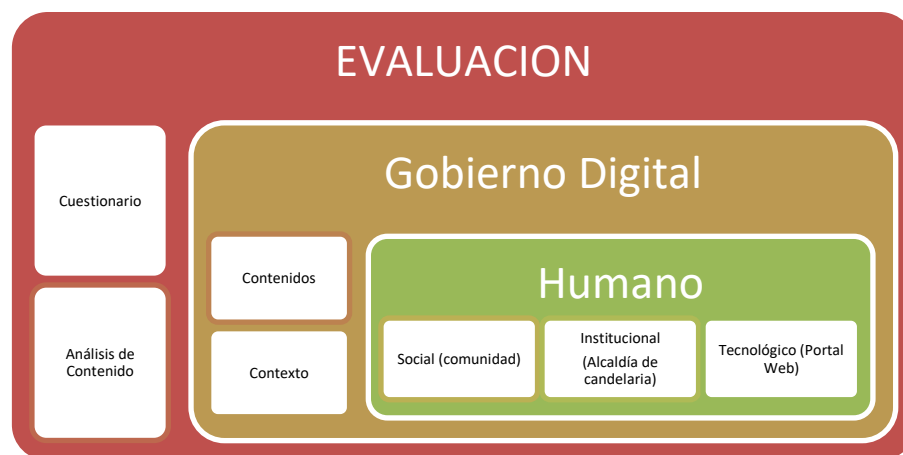 EVALUACION
Cuestionario
Análisis de
Contenido
Gobierno Digital
Contenidos
Contexto
Humano
Social (comunidad)
Institucional
(Alcaldía de
candelaria)
Tecnológico (Portal
Web)